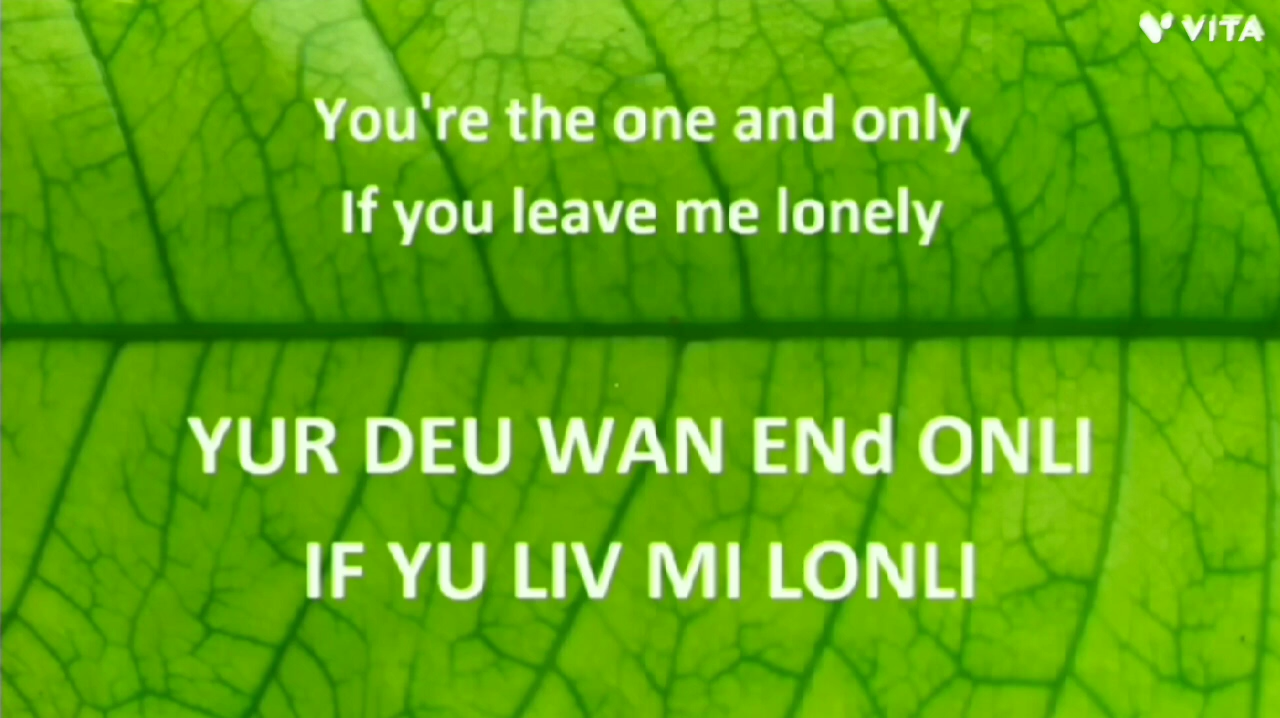 VITA
You're the one and only
If you leave me lonely
YUR DEU WAN ENd ONLI
IF YU LIV MI LONLI